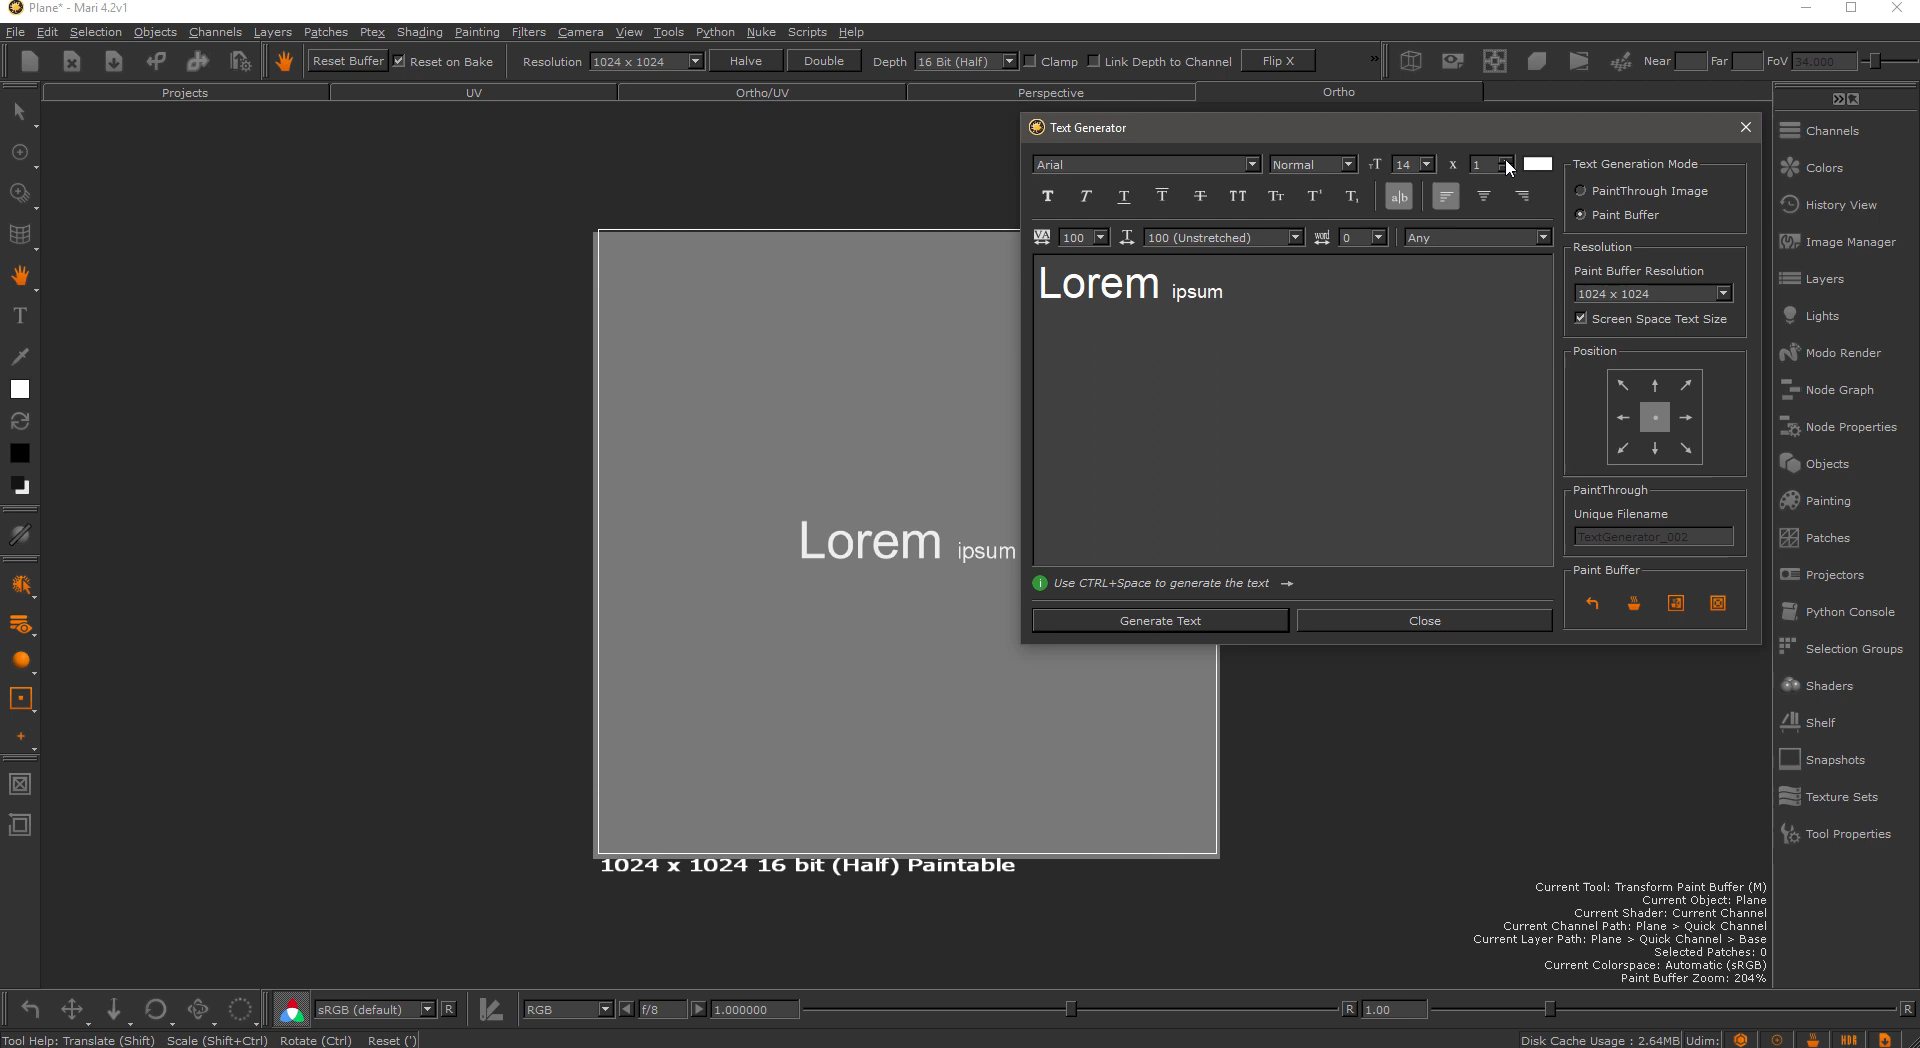 Plane* - Mari 4.2v1
File Edit Selection Objects Channels Layers Patches Ptex Shading Painting Filters Camera View Tools Python Nuke Scripts Help
Reset Buffer Reset on Bake Resolution 1024 x 1024 Halve Double Depth 16 Bit (Half) Clamp Link Depth to Channel Flip X » Near Far FoV 34.000
Projects UV Ortho/UV Perspective Ortho
Text Generator
Arial Normal 14 x 1
100 100 (Unstretched) 0 Any
Lorem ipsum
Use CTRL+Space to generate the text →
Generate Text Close
Text Generation Mode
PaintThrough Image
Paint Buffer
Resolution
Paint Buffer Resolution
1024 x 1024
Screen Space Text Size
Position
PaintThrough
Unique Filename
TextGenerator_002
Paint Buffer
Lorem ipsum
1024 x 1024 16 bit (Half) Paintable
Channels
Colors
History View
Image Manager
Layers
Lights
Modo Render
Node Graph
Node Properties
Objects
Painting
Patches
Projectors
Python Console
Selection Groups
Shaders
Shelf
Snapshots
Texture Sets
Tool Properties
Current Tool: Transform Paint Buffer (M)
Current Object: Plane
Current Shader: Current Channel
Current Channel Path: Plane > Quick Channel
Current Layer Path: Plane > Quick Channel > Base
Selected Patches: 0
Current Colorspace: Automatic (sRGB)
Paint Buffer Zoom: 204%
sRGB (default) R RGB f/8 1.000000 R 1.00 R
Tool Help: Translate (Shift) Scale (Shift+Ctrl) Rotate (Ctrl) Reset (') Disk Cache Usage : 2.64MB Udim: HDR